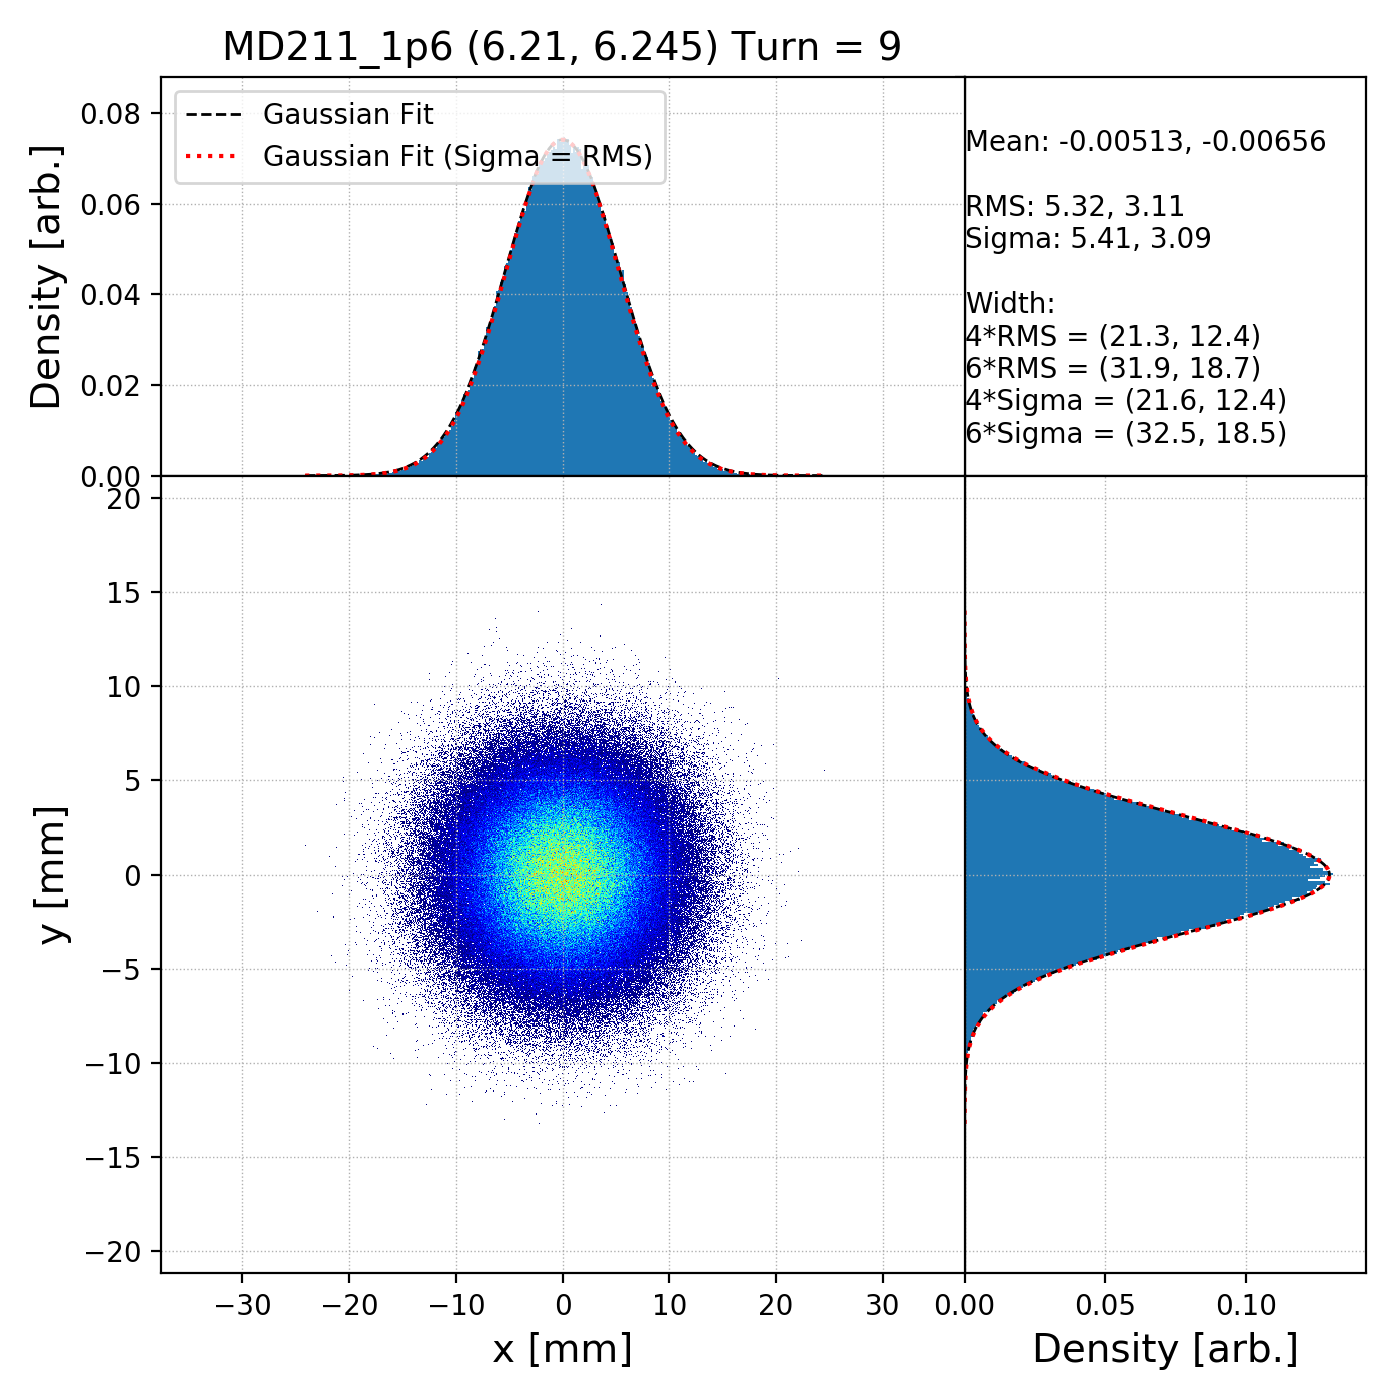 MD211_1p6 (6.21, 6.245) Turn = 9
Gaussian Fit
Gaussian Fit (Sigma = RMS)
Density [arb.]
0.08
0.06
0.04
0.02
0.00
Mean: -0.00513, -0.00656
RMS: 5.32, 3.11
Sigma: 5.41, 3.09
Width:
4*RMS = (21.3, 12.4)
6*RMS = (31.9, 18.7)
4*Sigma = (21.6, 12.4)
6*Sigma = (32.5, 18.5)
y [mm]
20
15
10
5
0
−5
−10
−15
−20
−30 −20 −10 0 10 20 30
x [mm]
0.00 0.05 0.10
Density [arb.]